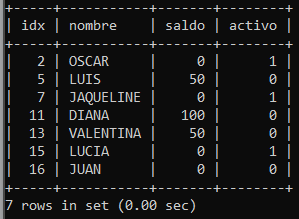 +-----+-----------+-------+--------+
| idx | nombre    | saldo | activo |
+-----+-----------+-------+--------+
|   2 | OSCAR     |     0 |      1 |
|   5 | LUIS      |    50 |      0 |
|   7 | JAQUELINE |     0 |      1 |
|  11 | DIANA     |   100 |      0 |
|  13 | VALENTINA |    50 |      0 |
|  15 | LUCIA     |     0 |      1 |
|  16 | JUAN      |     0 |      0 |
+-----+-----------+-------+--------+
7 rows in set (0.00 sec)